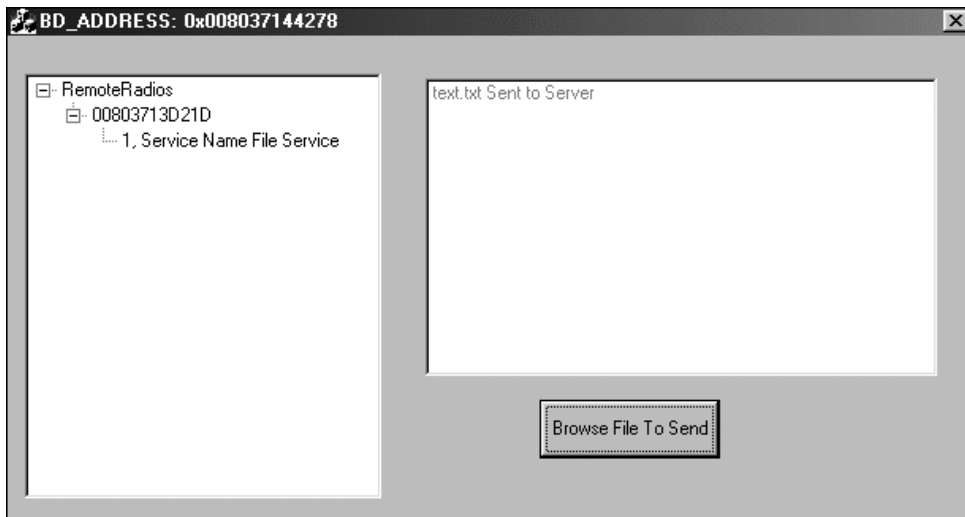 BD_ADDRESS: 0x008037144278
RemoteRadios
00803713D21D
1, Service Name File Service
text.txt Sent to Server
Browse File To Send